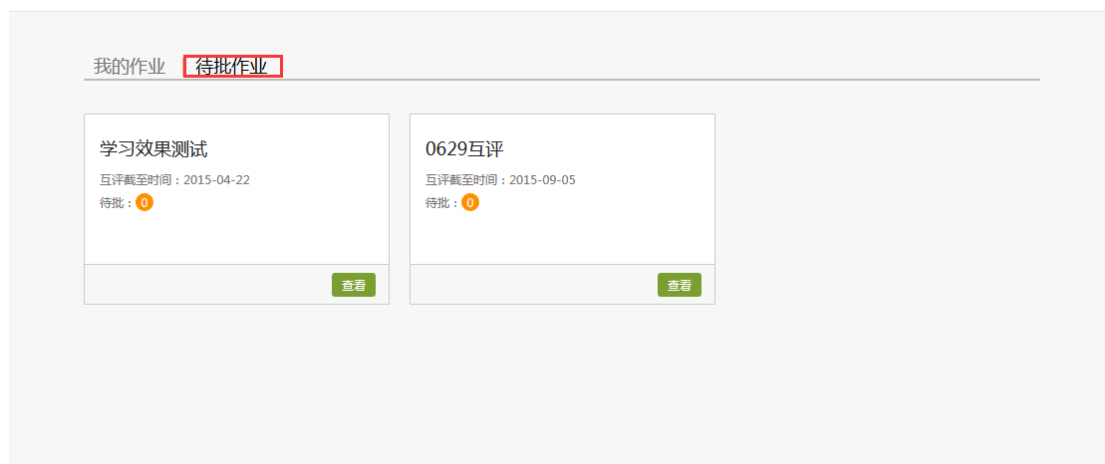 我的作业 待批作业
学习效果测试
互评截至时间：2015-04-22
待批：0
查看
0629互评
互评截至时间：2015-09-05
待批：0
查看